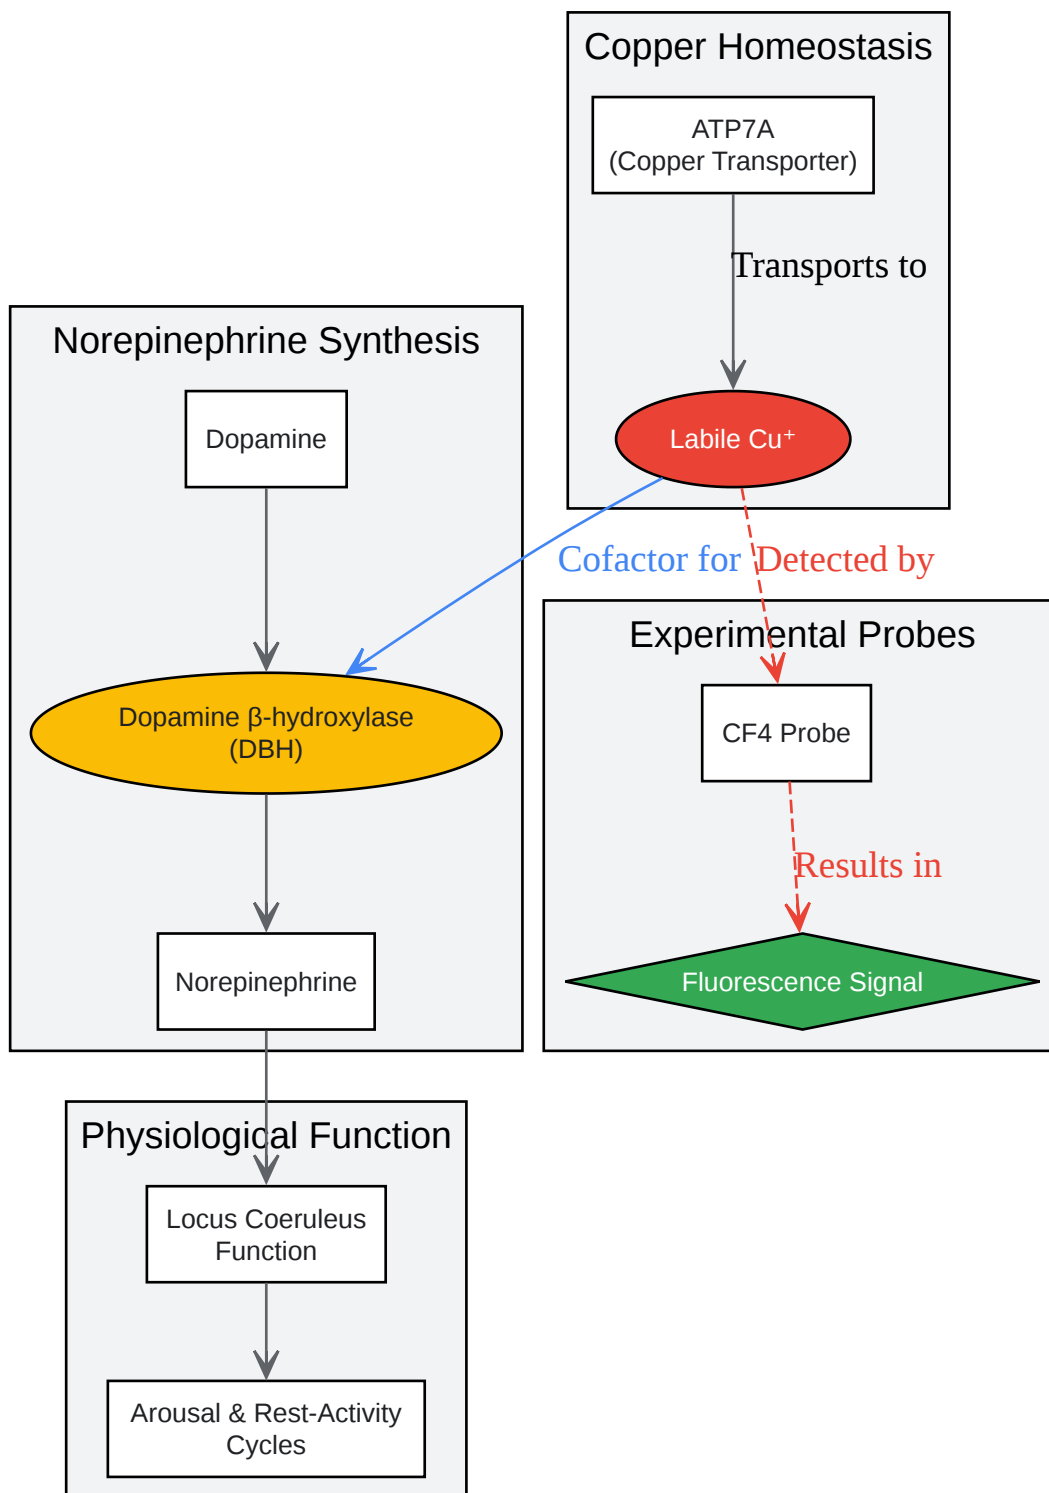 Copper Homeostasis
ATP7A
(Copper Transporter)
Transports to
Labile Cu⁺
Norepinephrine Synthesis
Dopamine
Cofactor for
Detected by
Dopamine β-hydroxylase
(DBH)
Norepinephrine
Experimental Probes
CF4 Probe
Results in
Fluorescence Signal
Physiological Function
Locus Coeruleus
Function
Arousal & Rest-Activity
Cycles